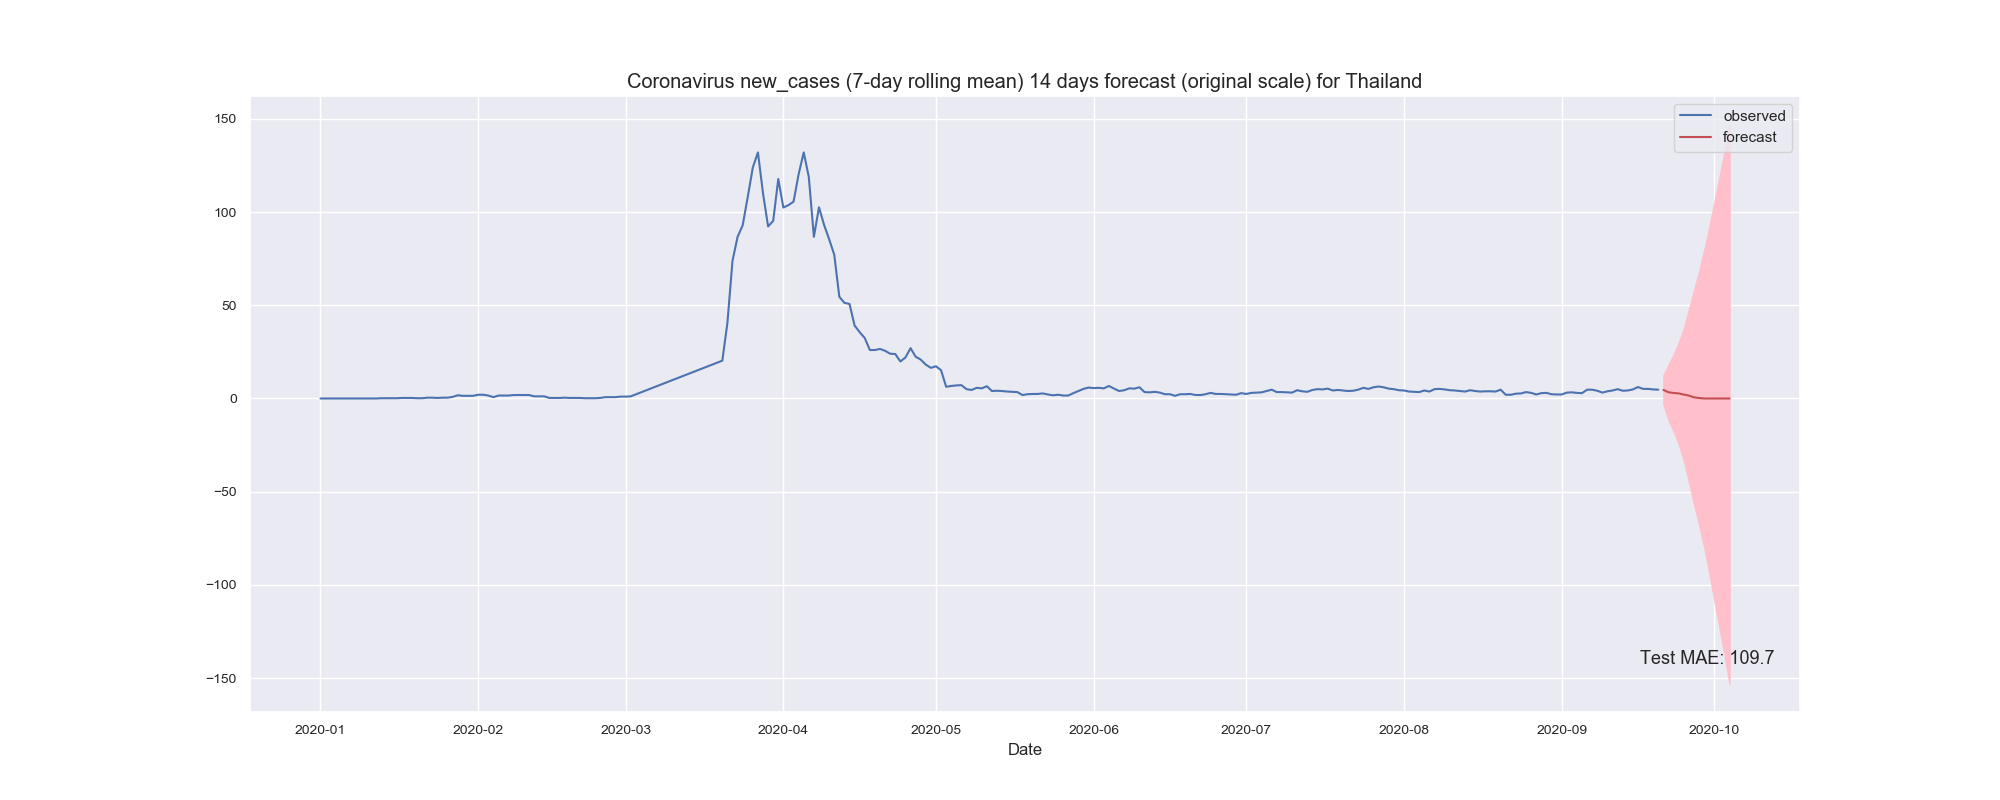 Coronavirus new_cases (7-day rolling mean) 14 days forecast (original scale) for Thailand
observed
forecast
150
100
50
0
−50
−100
−150
Test MAE: 109.7
2020-01 2020-02 2020-03 2020-04 2020-05 2020-06 2020-07 2020-08 2020-09 2020-10
Date